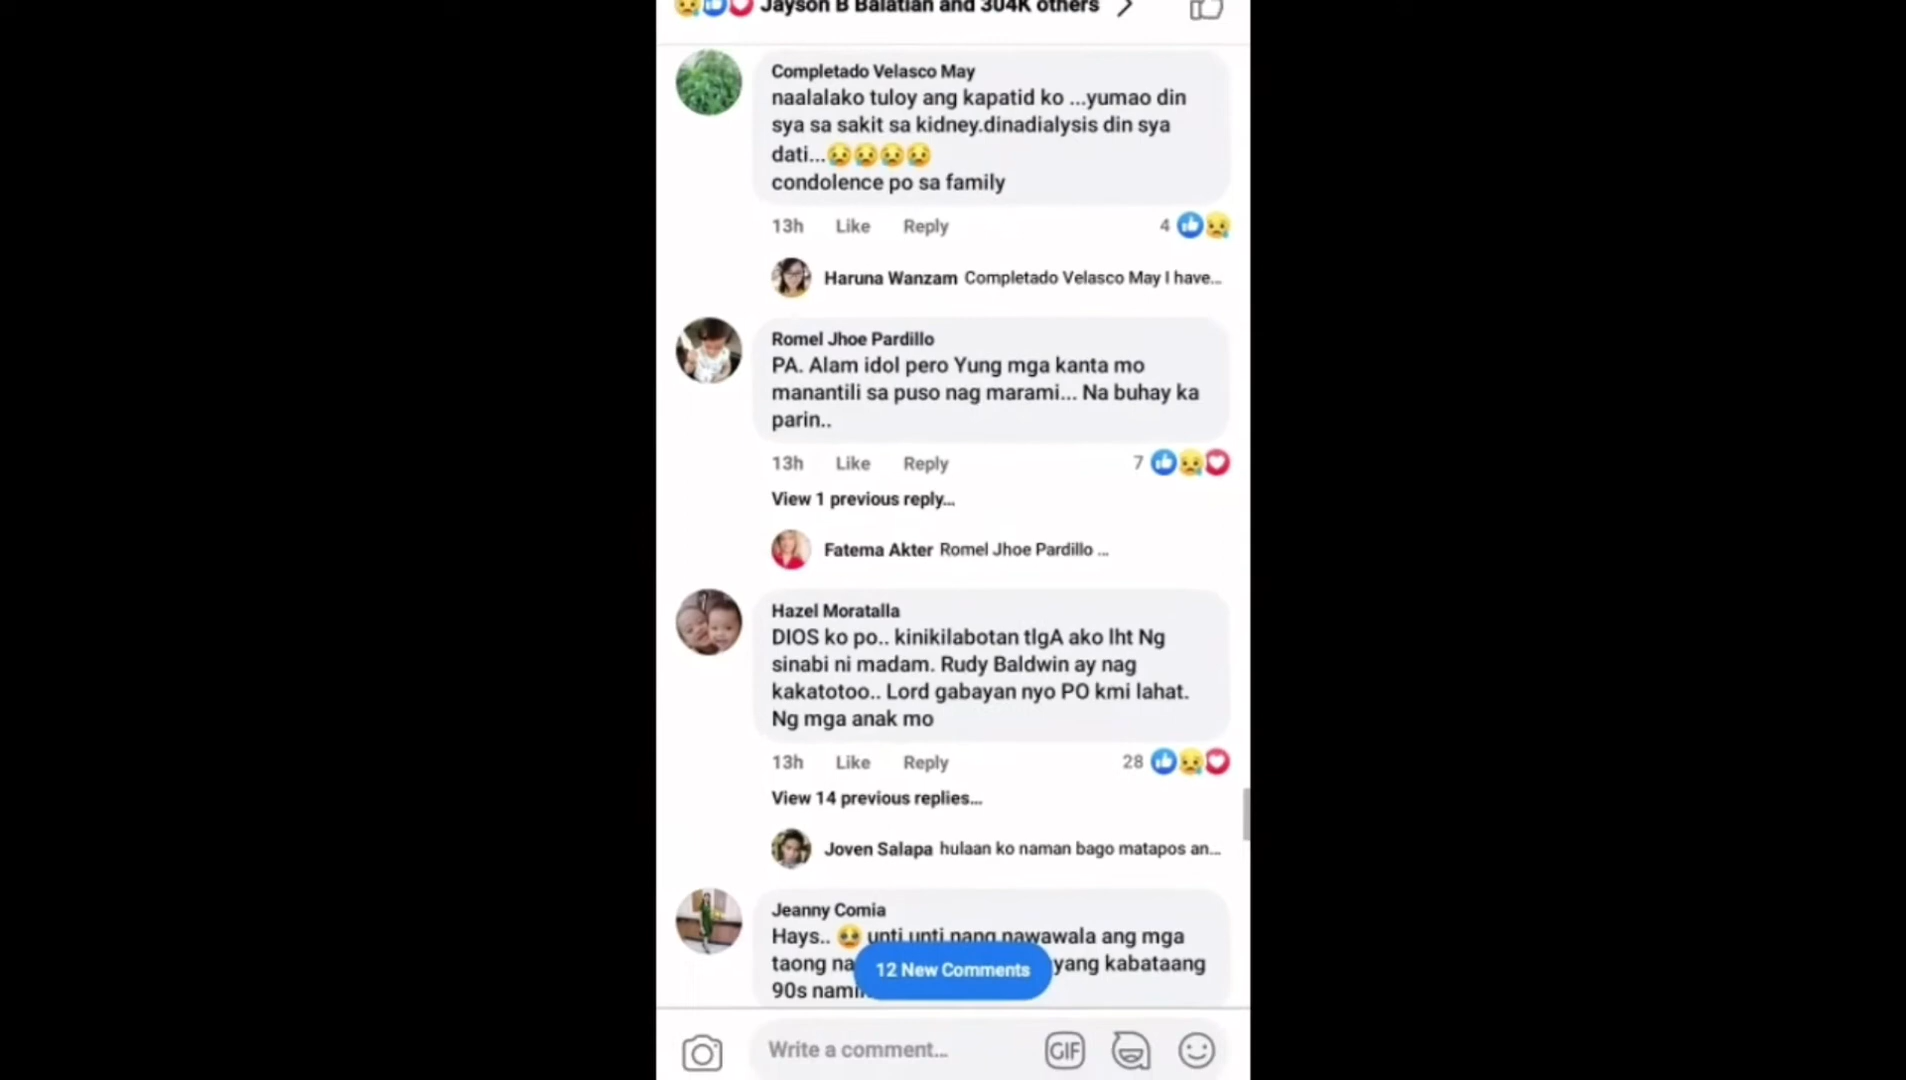 Jayson B Balatian and 304K others
Completado Velasco May
naalalako tuloy ang kapatid ko ...yumao din
sya sa sakit sa kidney.dinadialysis din sya
dati...😢😢😢😢
condolence po sa family
13h Like Reply 4
Haruna Wanzam Completado Velasco May I have...
Romel Jhoe Pardillo
PA. Alam idol pero Yung mga kanta mo
manantili sa puso nag marami... Na buhay ka
parin..
13h Like Reply 7
View 1 previous reply...
Fatema Akter Romel Jhoe Pardillo ...
Hazel Moratalla
DIOS ko po.. kinikilabotan tlgA ako lht Ng
sinabi ni madam. Rudy Baldwin ay nag
kakatotoo.. Lord gabayan nyo PO kmi lahat.
Ng mga anak mo
13h Like Reply 28
View 14 previous replies...
Joven Salapa hulaan ko naman bago matapos an...
Jeanny Comia
Hays.. 🥺 unti unti nang nawawala ang mga
taong na yang kabataang
12 New Comments
90s
Write a comment...
GIF